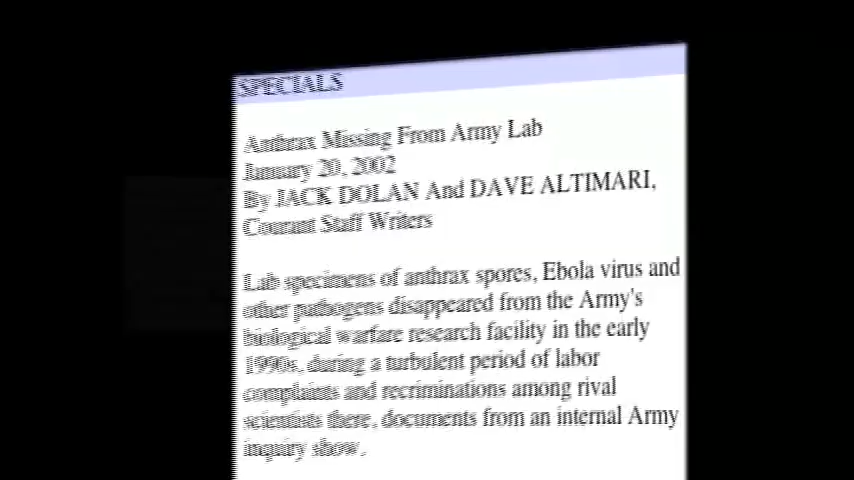 SPECIALS
Anthrax Missing From Army Lab
January 20, 2002
By JACK DOLAN And DAVE ALTIMARI,
Courant Staff Writers
Lab specimens of anthrax spores, Ebola virus and
other pathogens disappeared from the Army's
biological warfare research facility in the early
1990s, during a turbulent period of labor
complaints and recriminations among rival
scientists there, documents from an internal Army
inquiry show.